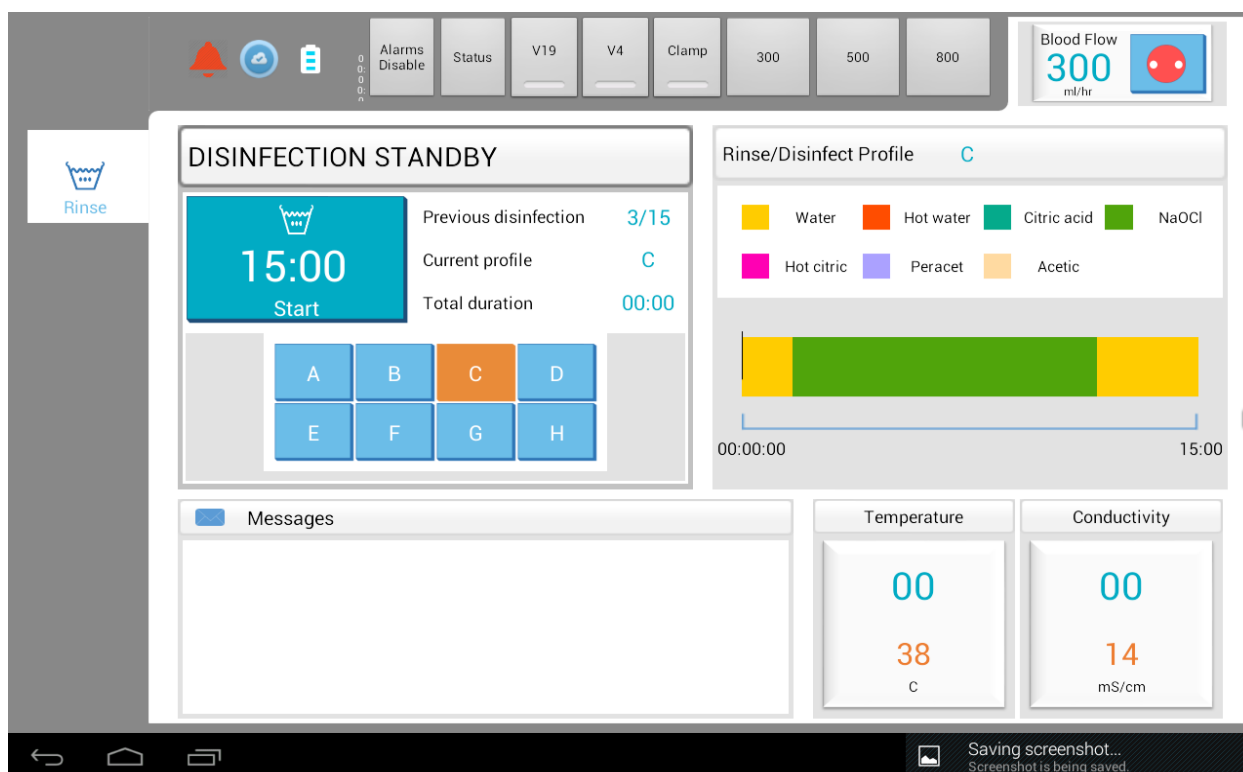 Alarms
Disable
Status
V19
V4
Clamp
300
500
800
Blood Flow
300
ml/hr
Rinse
DISINFECTION STANDBY
15:00
Start
Previous disinfection 3/15
Current profile C
Total duration 00:00
A B C D
E F G H
Rinse/Disinfect Profile C
Water Hot water Citric acid NaOCl
Hot citric Peracet Acetic
00:00:00 15:00
Messages
Temperature
00
38
C
Conductivity
00
14
mS/cm
Saving screenshot...
Screenshot is being saved.